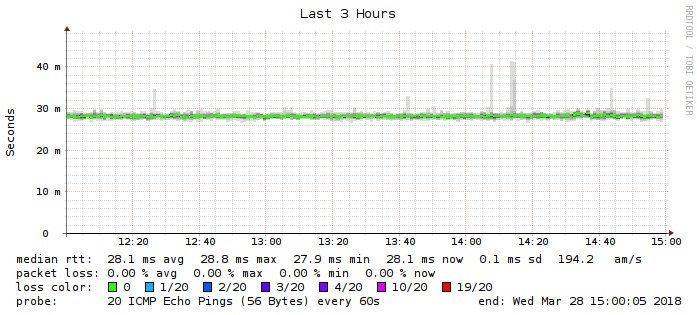 Last 3 Hours
RRDTOOL / TOBI OETIKER
Seconds
40 m
30 m
20 m
10 m
0
12:20 12:40 13:00 13:20 13:40 14:00 14:20 14:40 15:00
median rtt: 28.1 ms avg 28.8 ms max 27.9 ms min 28.1 ms now 0.1 ms sd 194.2 am/s
packet loss: 0.00 % avg 0.00 % max 0.00 % min 0.00 % now
loss color: 0 1/20 2/20 3/20 4/20 10/20 19/20
probe: 20 ICMP Echo Pings (56 Bytes) every 60s end: Wed Mar 28 15:00:05 2018